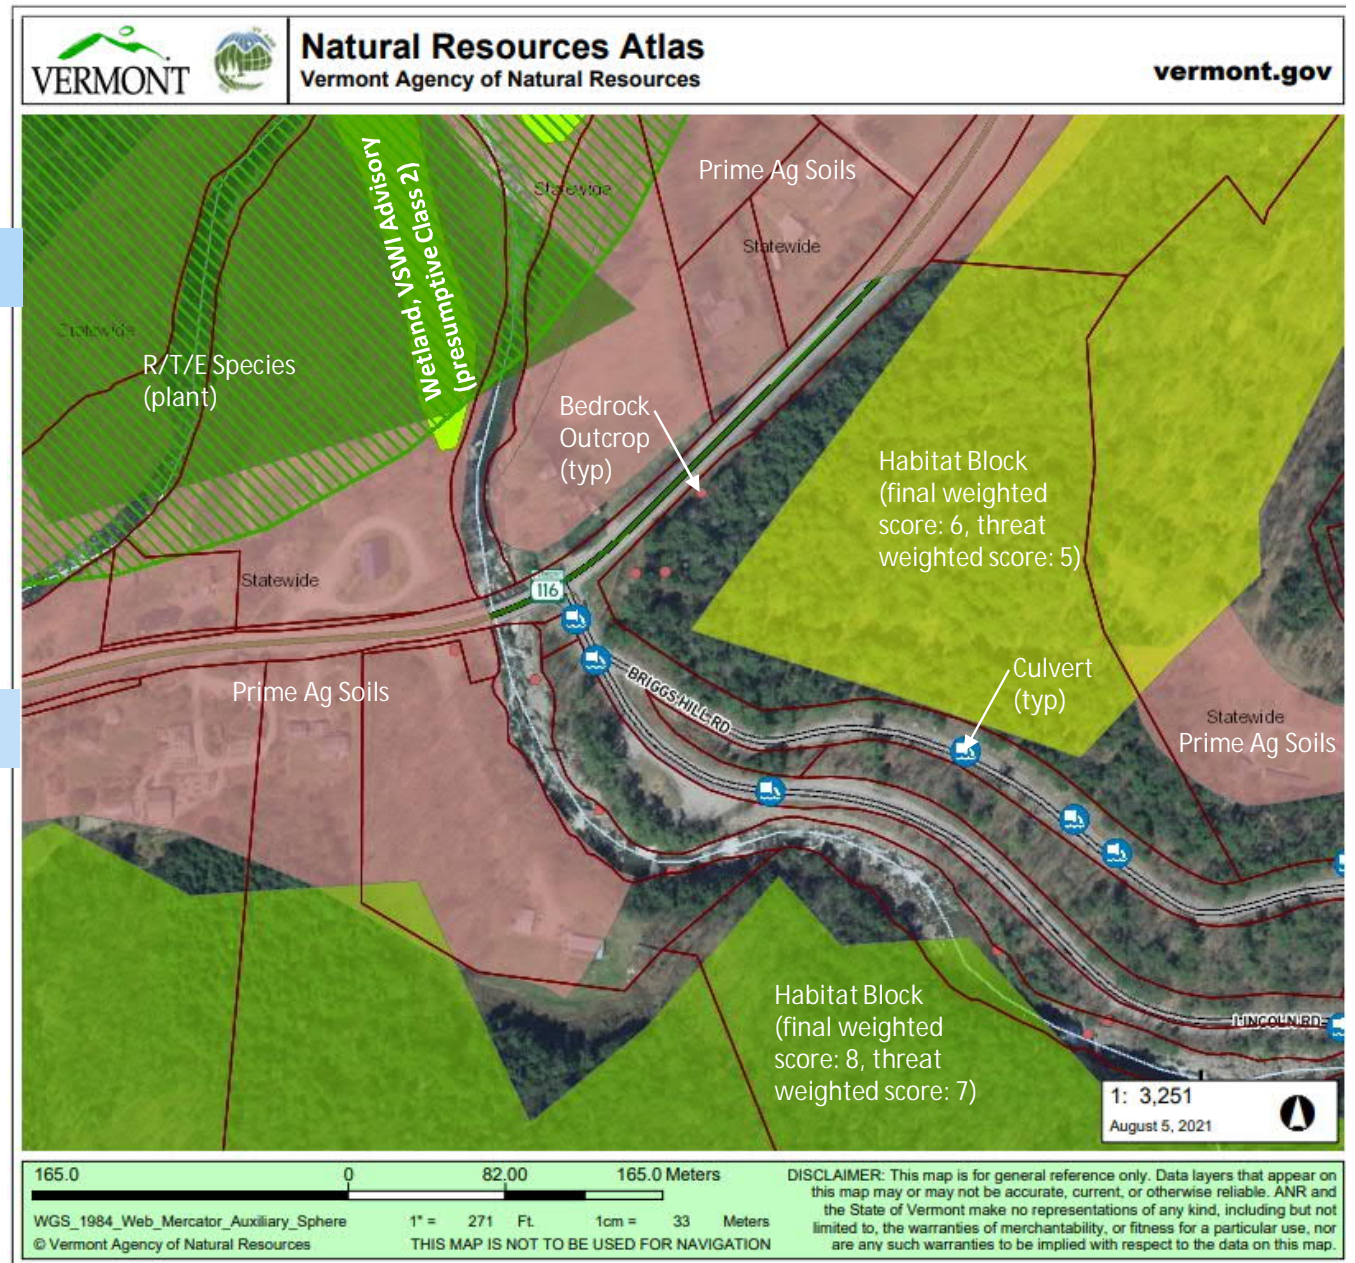 VERMONT
Natural Resources Atlas
Vermont Agency of Natural Resources
vermont.gov
Wetland, VSWI Advisory
(presumptive Class 2)
Statewide
Prime Ag Soils
Statewide
Statewide
R/T/E Species
(plant)
Bedrock
Outcrop
(typ)
Habitat Block
(final weighted
score: 6, threat
weighted score: 5)
Statewide
116
BRIGGS HILL RD
Culvert
(typ)
Prime Ag Soils
Statewide
Prime Ag Soils
Habitat Block
(final weighted
score: 8, threat
weighted score: 7)
LINCOLN RD
1: 3,251
August 5, 2021
165.0 0 82.00 165.0 Meters
WGS_1984_Web_Mercator_Auxiliary_Sphere 1" = 271 Ft. 1cm = 33 Meters
© Vermont Agency of Natural Resources THIS MAP IS NOT TO BE USED FOR NAVIGATION
DISCLAIMER: This map is for general reference only. Data layers that appear on
this map may or may not be accurate, current, or otherwise reliable. ANR and
the State of Vermont make no representations of any kind, including but not
limited to, the warranties of merchantability, or fitness for a particular use, nor
are any such warranties to be implied with respect to the data on this map.